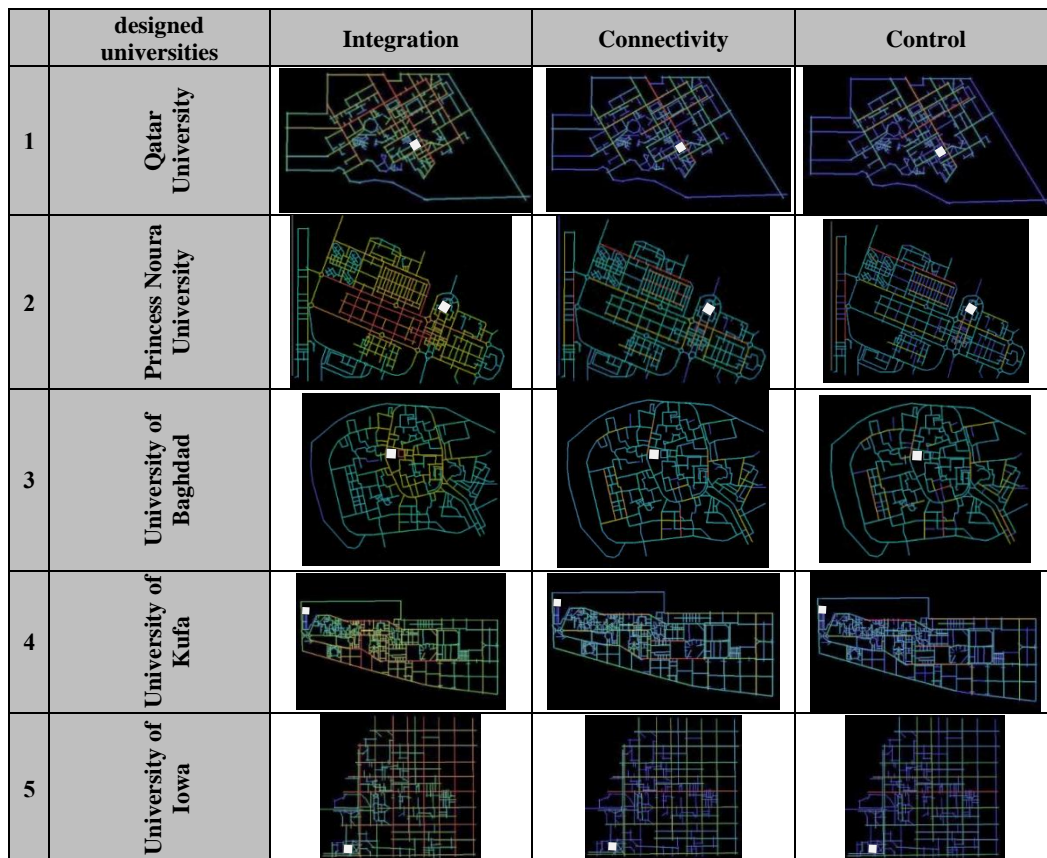 designed
universities
Integration
Connectivity
Control
1
Qatar
University
2
Princess Noura
University
3
University of
Baghdad
4
University of
Kufa
5
University of
Iowa